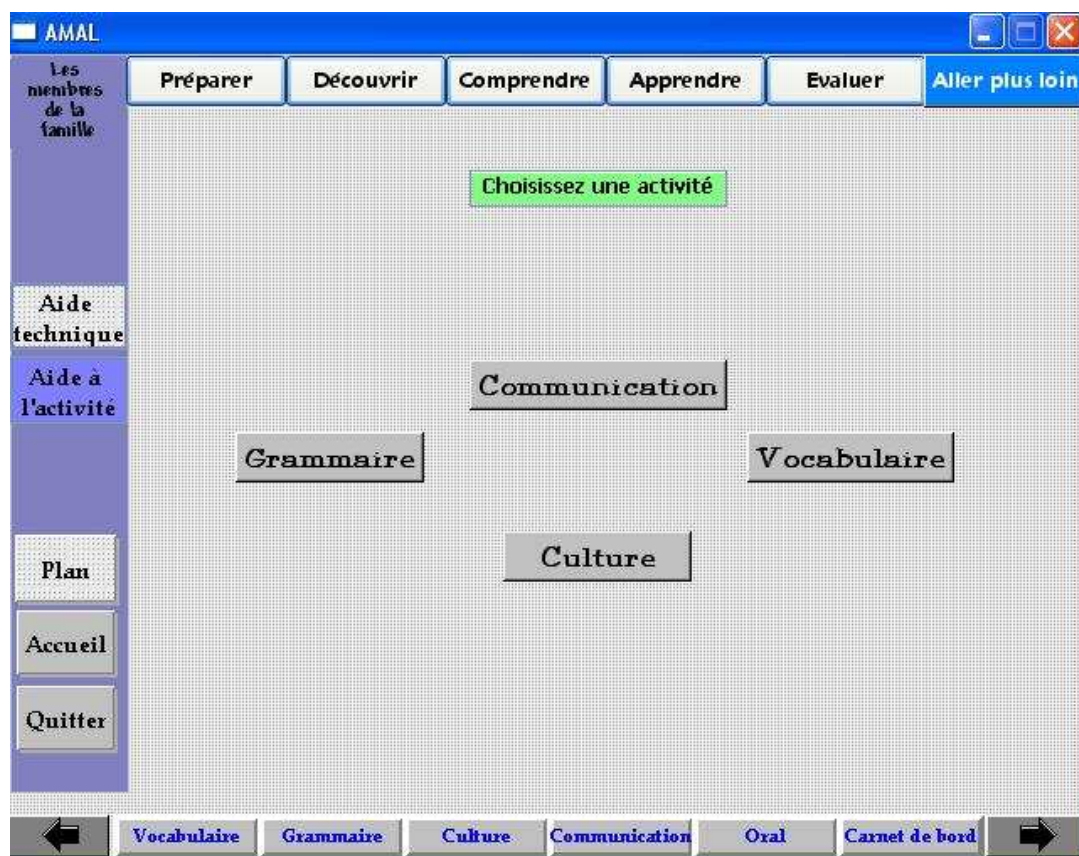 AMAL
Les
membres
de la
famille
Préparer
Découvrir
Comprendre
Apprendre
Evaluer
Aller plus loin
Choisissez une activité
Aide
technique
Aide à
l'activité
Communication
Grammaire
Vocabulaire
Culture
Plan
Accueil
Quitter
Vocabulaire
Grammaire
Culture
Communication
Oral
Carnet de bord